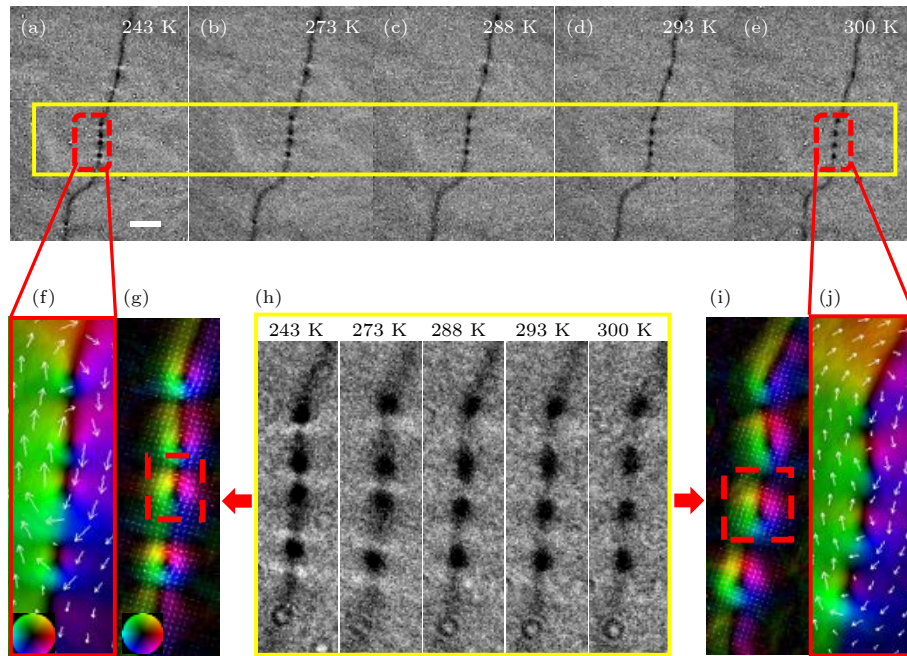 (a) 243 K (b) 273 K (c) 288 K (d) 293 K (e) 300 K
(f) (g) (h) (i) (j)
243 K 273 K 288 K 293 K 300 K